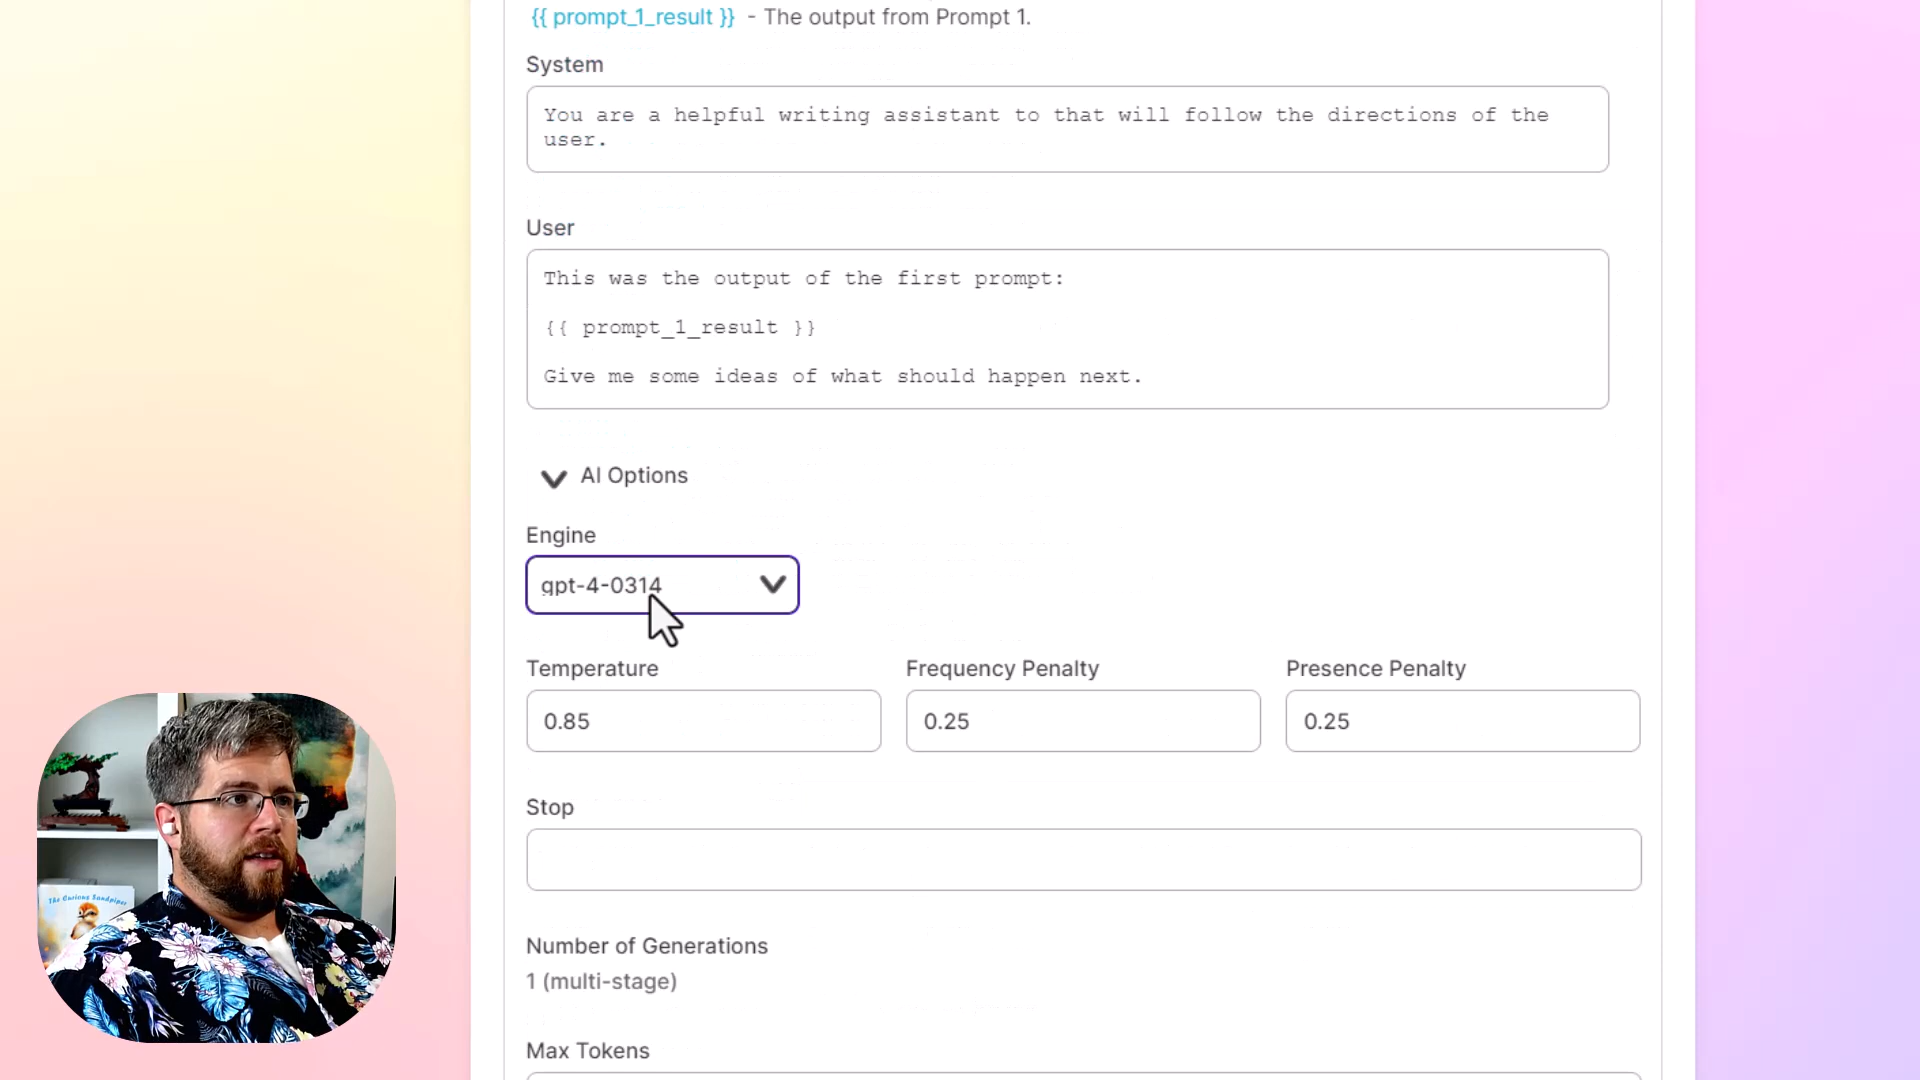 {{ prompt_1_result }} - The output from Prompt 1.
System
You are a helpful writing assistant to that will follow the directions of the
user.
User
This was the output of the first prompt:
{{ prompt_1_result }}
Give me some ideas of what should happen next.
AI Options
Engine
gpt-4-0314
Temperature
Frequency Penalty
Presence Penalty
0.85
0.25
0.25
Stop
The Curious Sandpiper
Number of Generations
1 (multi-stage)
Max Tokens